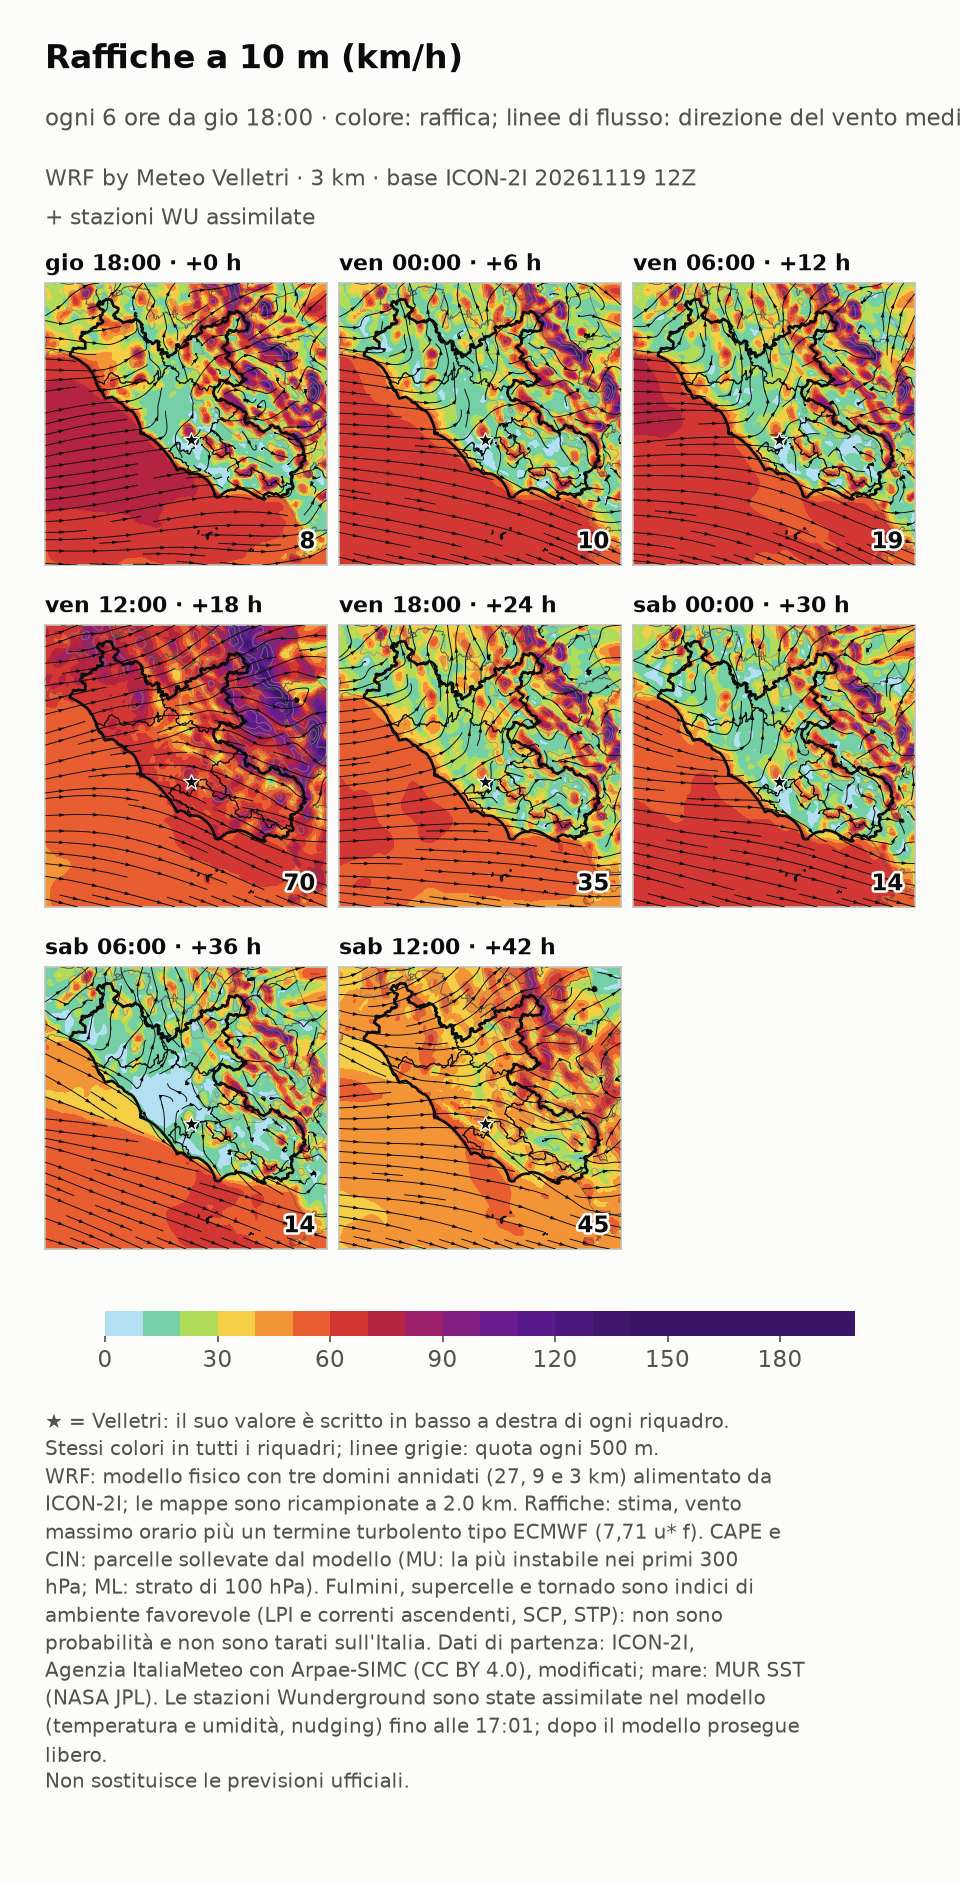 Raffiche a 10 m (km/h)
ogni 6 ore da gio 18:00 · colore: raffica; linee di flusso: direzione del vento medi
WRF by Meteo Velletri · 3 km · base ICON-2I 20261119 12Z
+ stazioni WU assimilate
gio 18:00 · +0 h
ven 00:00 · +6 h
ven 06:00 · +12 h
8
10
19
ven 12:00 · +18 h
ven 18:00 · +24 h
sab 00:00 · +30 h
70
35
14
sab 06:00 · +36 h
sab 12:00 · +42 h
14
45
0 30 60 90 120 150 180
★ = Velletri: il suo valore è scritto in basso a destra di ogni riquadro.
Stessi colori in tutti i riquadri; linee grigie: quota ogni 500 m.
WRF: modello fisico con tre domini annidati (27, 9 e 3 km) alimentato da
ICON-2I; le mappe sono ricampionate a 2.0 km. Raffiche: stima, vento
massimo orario più un termine turbolento tipo ECMWF (7,71 u* f). CAPE e
CIN: parcelle sollevate dal modello (MU: la più instabile nei primi 300
hPa; ML: strato di 100 hPa). Fulmini, supercelle e tornado sono indici di
ambiente favorevole (LPI e correnti ascendenti, SCP, STP): non sono
probabilità e non sono tarati sull'Italia. Dati di partenza: ICON-2I,
Agenzia ItaliaMeteo con Arpae-SIMC (CC BY 4.0), modificati; mare: MUR SST
(NASA JPL). Le stazioni Wunderground sono state assimilate nel modello
(temperatura e umidità, nudging) fino alle 17:01; dopo il modello prosegue
libero.
Non sostituisce le previsioni ufficiali.